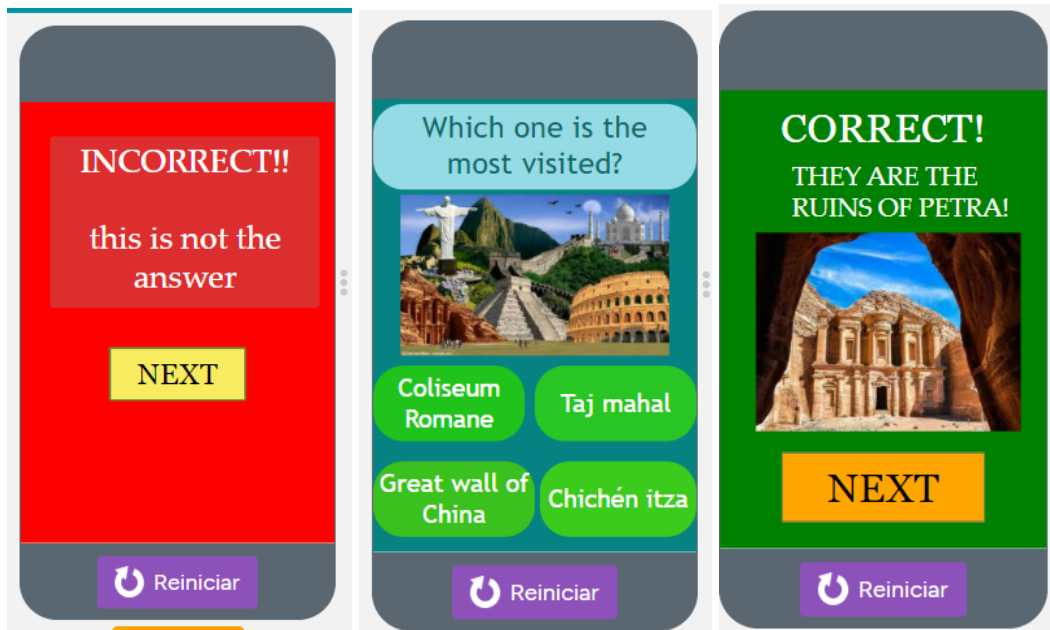 INCORRECT!!
this is not the
answer
NEXT
Reiniciar
Which one is the
most visited?
Coliseum
Romane
Taj mahal
Great wall of
China
Chichén itza
Reiniciar
CORRECT!
THEY ARE THE
RUINS OF PETRA!
NEXT
Reiniciar